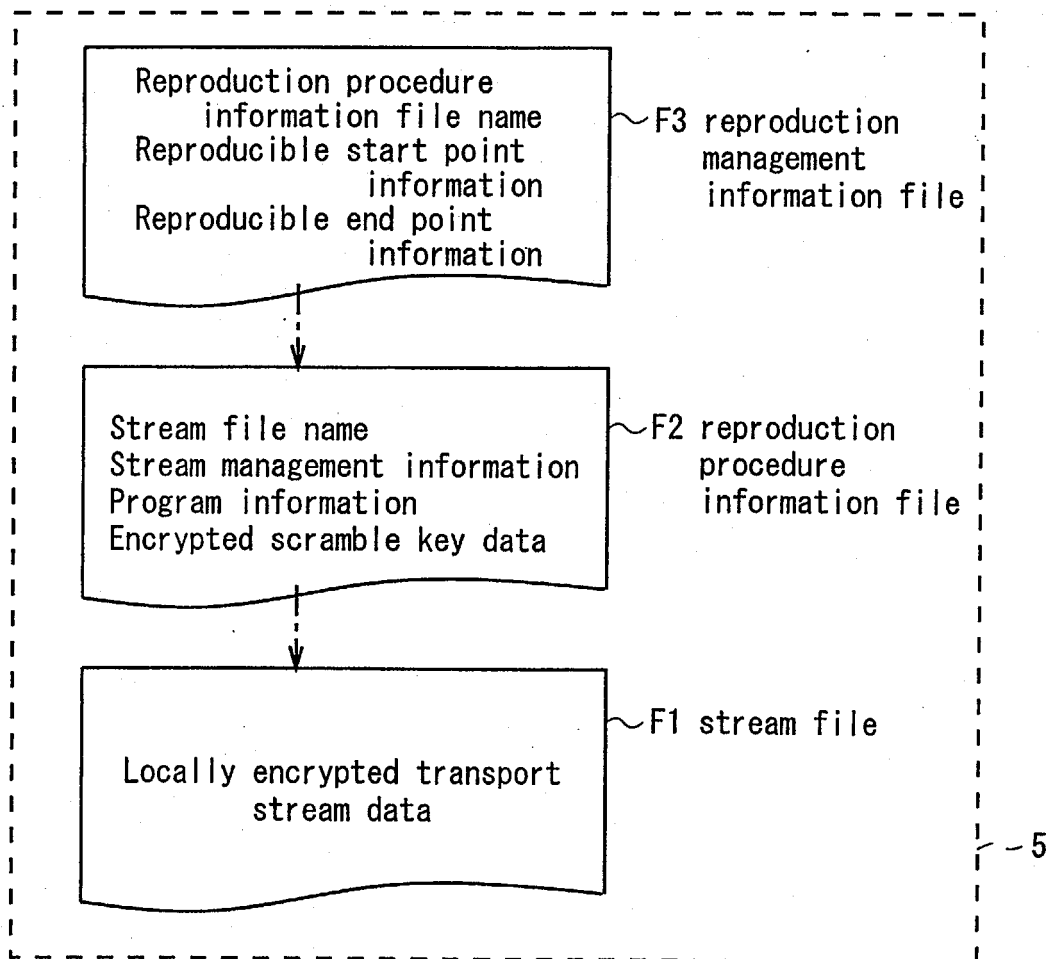 Reproduction procedure
information file name
Reproducible start point
information
Reproducible end point
information
F3 reproduction
management
information file
Stream file name
Stream management information
Program information
Encrypted scramble key data
F2 reproduction
procedure
information file
Locally encrypted transport
stream data
F1 stream file
5